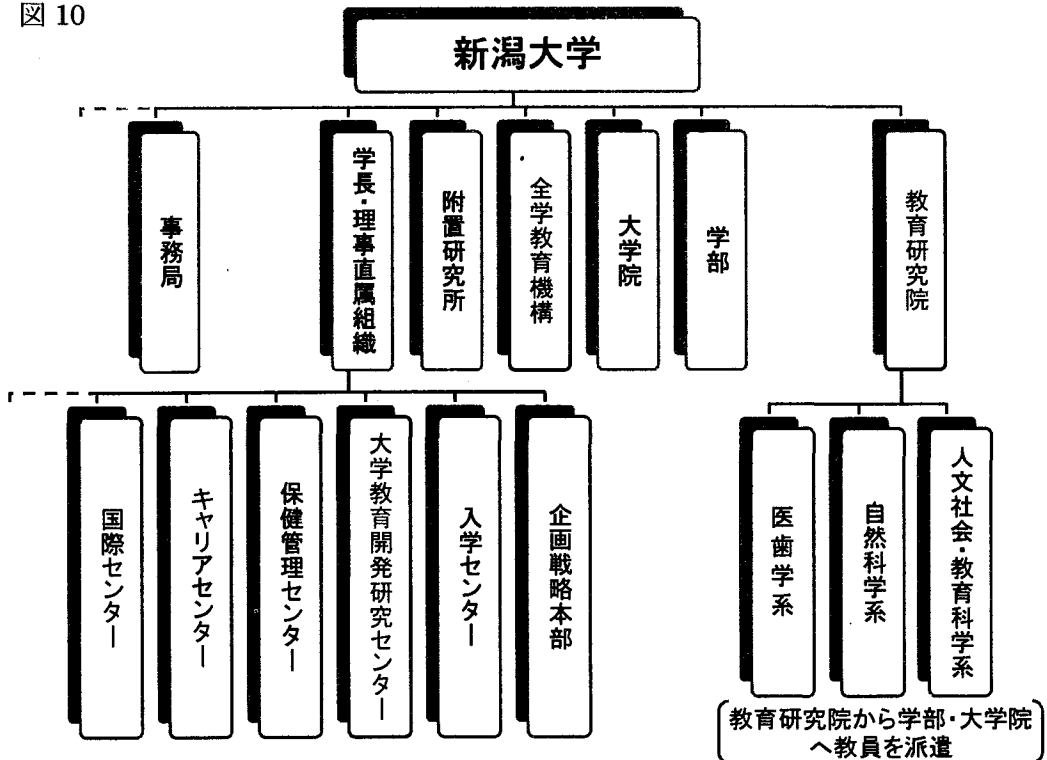 図 10
新潟大学
事務局
学長・理事直属組織
附置研究所
全学教育機構
大学院
学部
教育研究院
国際センター
キャリアセンター
保健管理センター
大学教育開発研究センター
入学センター
企画戦略本部
医歯学系
自然科学系
人文社会・教育科学系
教育研究院から学部・大学院
へ教員を派遣